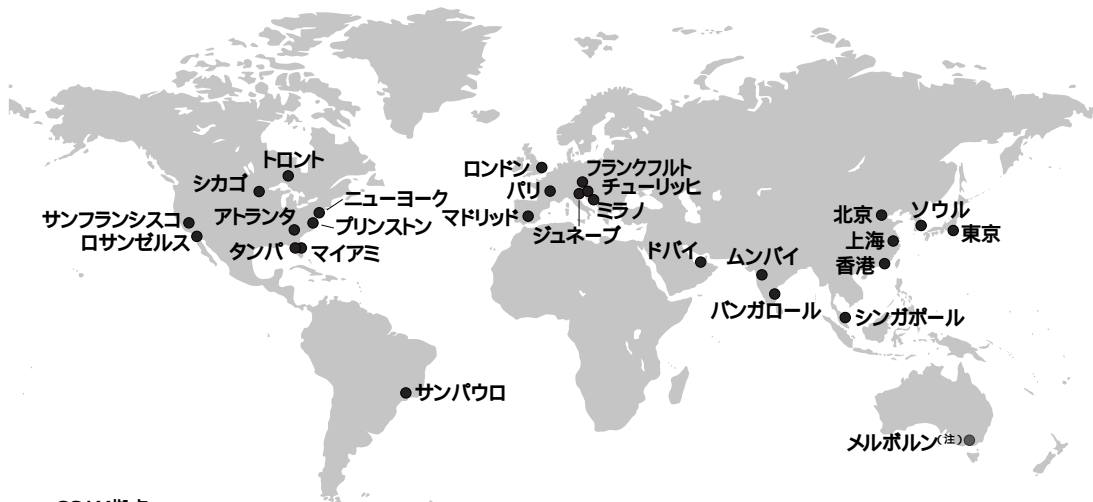 トロント
シカゴ
ニューヨーク
サンフランシスコ
アトランタ
プリンストン
ロサンゼルス
タンパ
マイアミ
ロンドン
フランクフルト
パリ
チューリッヒ
ミラノ
マドリッド
ジュネーブ
ドバイ
ムンバイ
バンガロール
北京
ソウル
上海
東京
香港
シンガポール
サンパウロ
メルボルン(注)